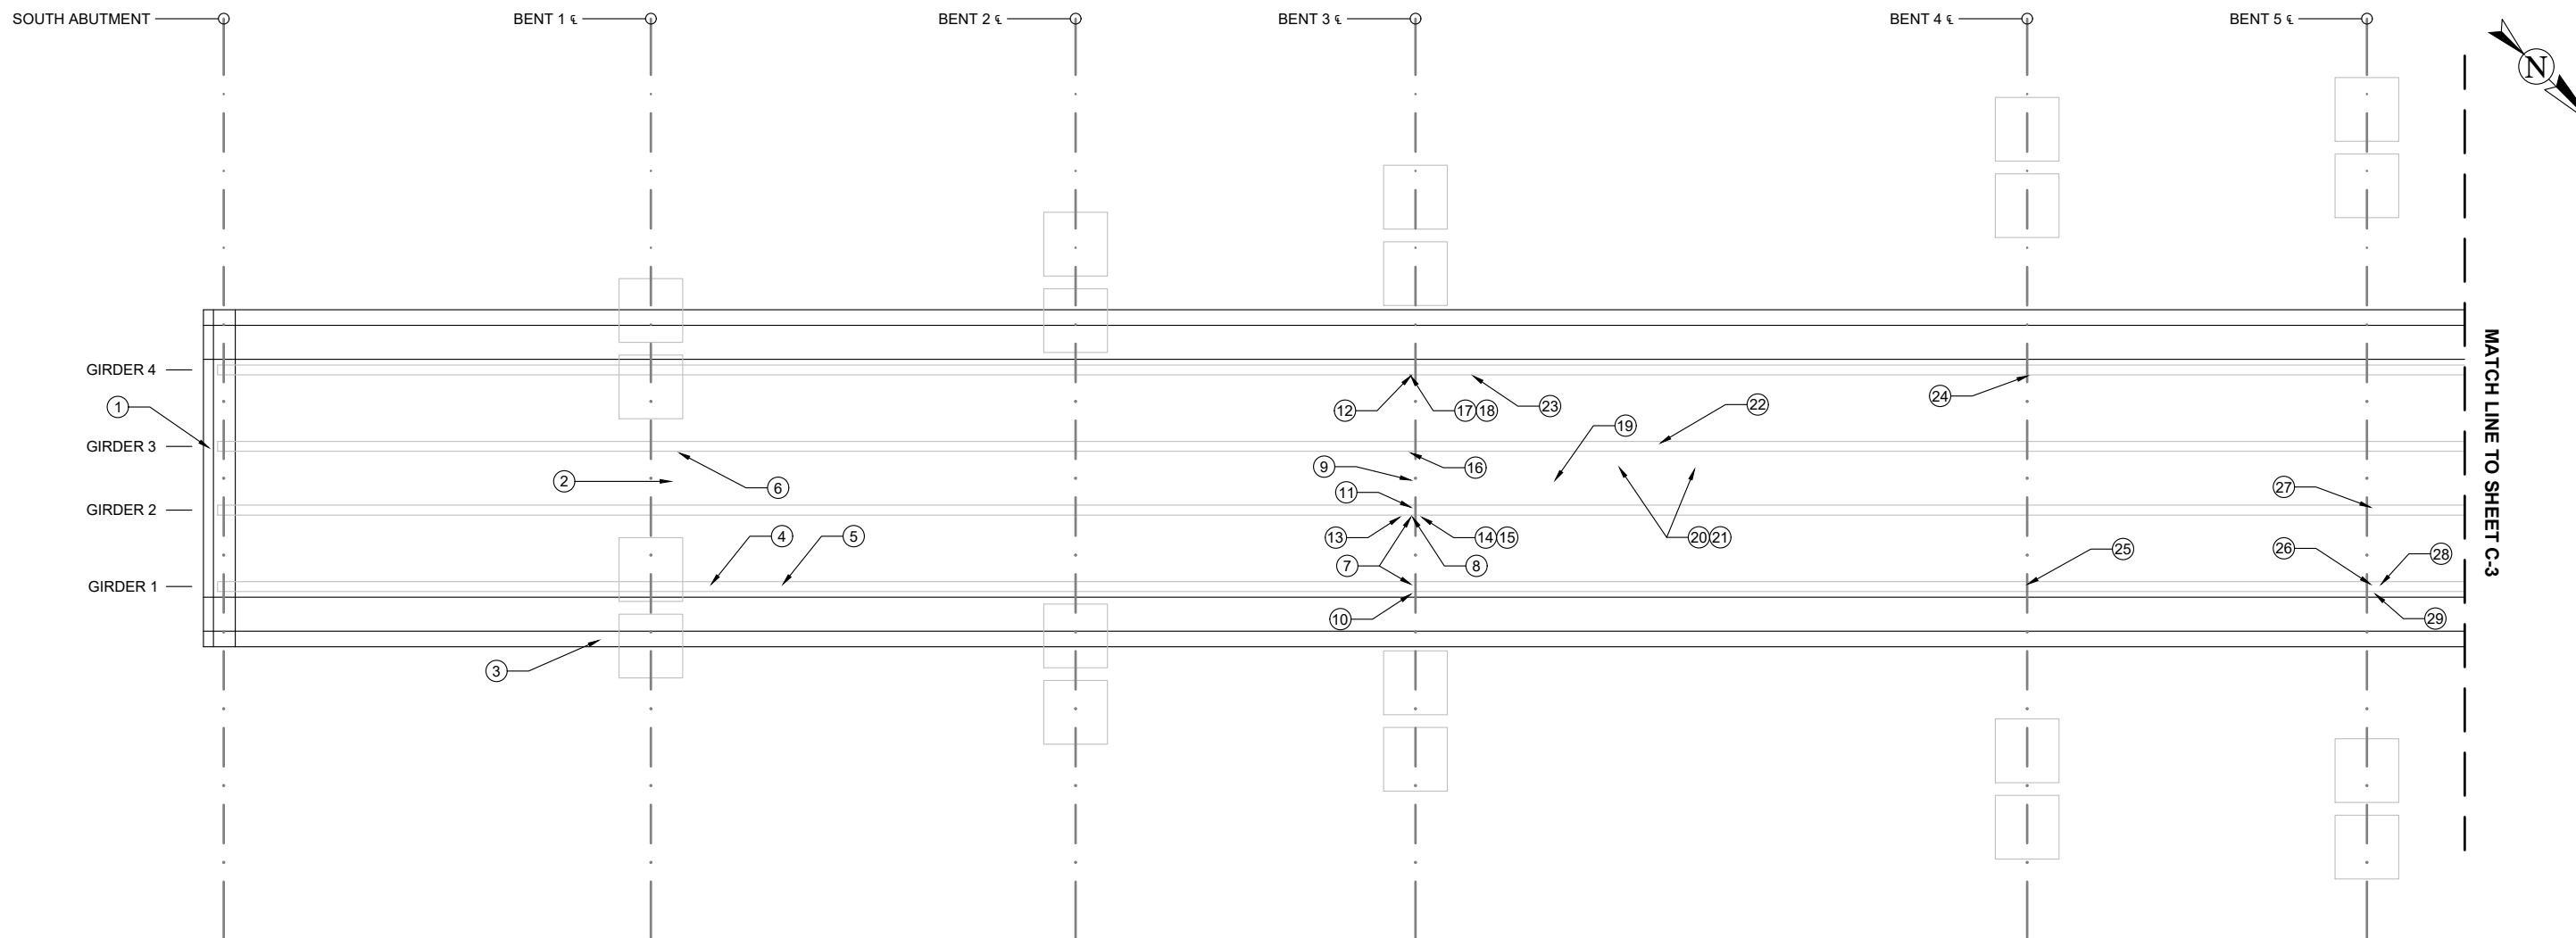 SOUTH ABUTMENT
BENT 1 ℄
BENT 2 ℄
BENT 3 ℄
BENT 4 ℄
BENT 5 ℄
N
MATCH LINE TO SHEET C-3
GIRDER 4
GIRDER 3
GIRDER 2
GIRDER 1
1
2
3
4
5
6
7
8
9
10
11
12
13
14 15
16
17 18
19
20 21
22
23
24
25
26
27
28
29